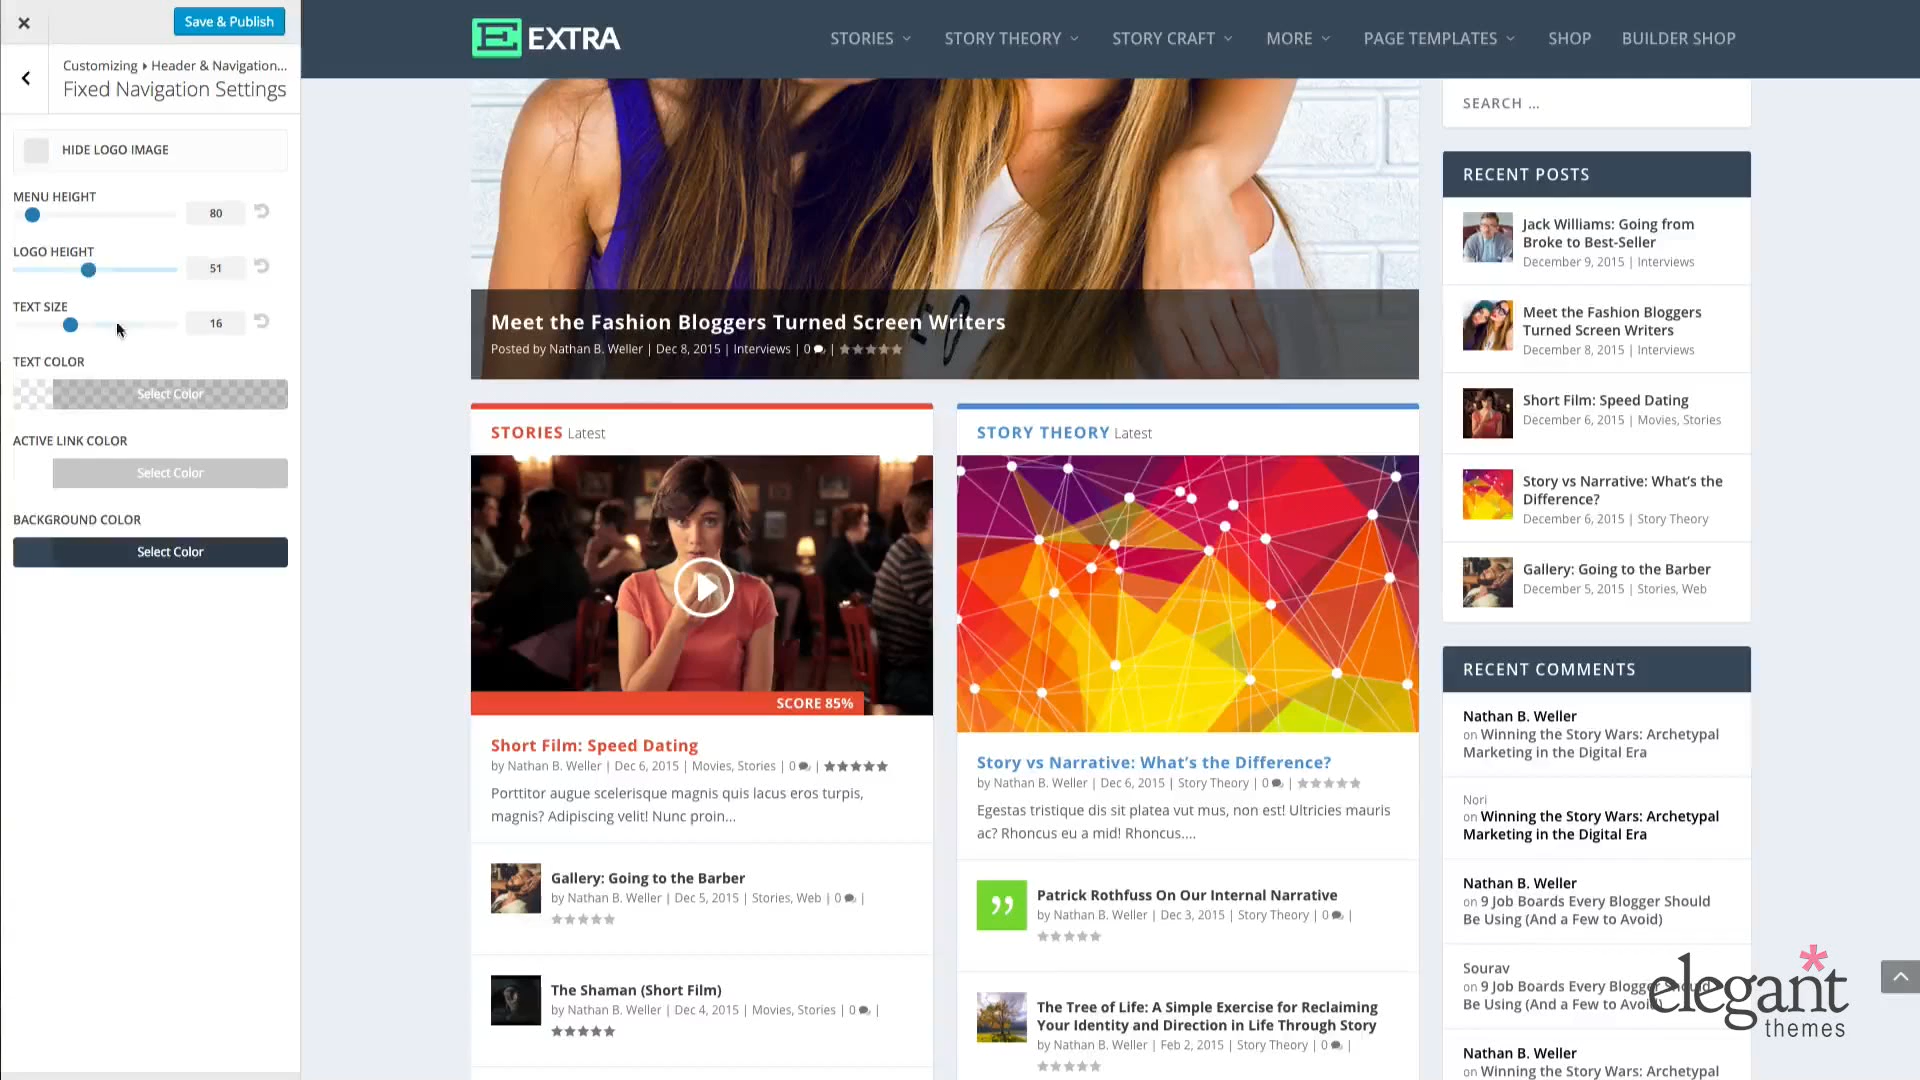 Save & Publish
Customizing ▸ Header & Navigation...
Fixed Navigation Settings
HIDE LOGO IMAGE
MENU HEIGHT
80
LOGO HEIGHT
51
TEXT SIZE
16
TEXT COLOR
Select Color
ACTIVE LINK COLOR
Select Color
BACKGROUND COLOR
Select Color
E EXTRA
STORIES
STORY THEORY
STORY CRAFT
MORE
PAGE TEMPLATES
SHOP
BUILDER SHOP
Meet the Fashion Bloggers Turned Screen Writers
Posted by Nathan B. Weller | Dec 8, 2015 | Interviews | 0 | ★★★★★
STORIES Latest
SCORE 85%
Short Film: Speed Dating
by Nathan B. Weller | Dec 6, 2015 | Movies, Stories | 0 | ★★★★★
Porttitor augue scelerisque magnis quis lacus eros turpis,
magnis? Adipiscing velit! Nunc proin...
Gallery: Going to the Barber
by Nathan B. Weller | Dec 5, 2015 | Stories, Web | 0 |
★★★★★
The Shaman (Short Film)
by Nathan B. Weller | Dec 4, 2015 | Movies, Stories | 0 |
★★★★★
STORY THEORY Latest
Story vs Narrative: What's the Difference?
by Nathan B. Weller | Dec 6, 2015 | Story Theory | 0 | ★★★★★
Egestas tristique dis sit platea vut mus, non est! Ultricies mauris
ac? Rhoncus eu a mid! Rhoncus....
Patrick Rothfuss On Our Internal Narrative
by Nathan B. Weller | Dec 3, 2015 | Story Theory | 0 |
★★★★★
The Tree of Life: A Simple Exercise for Reclaiming
Your Identity and Direction in Life Through Story
by Nathan B. Weller | Feb 2, 2015 | Story Theory | 0 |
★★★★★
SEARCH ...
RECENT POSTS
Jack Williams: Going from
Broke to Best-Seller
December 9, 2015 | Interviews
Meet the Fashion Bloggers
Turned Screen Writers
December 8, 2015 | Interviews
Short Film: Speed Dating
December 6, 2015 | Movies, Stories
Story vs Narrative: What's the
Difference?
December 6, 2015 | Story Theory
Gallery: Going to the Barber
December 5, 2015 | Stories, Web
RECENT COMMENTS
Nathan B. Weller
on Winning the Story Wars: Archetypal
Marketing in the Digital Era
Nori
on Winning the Story Wars: Archetypal
Marketing in the Digital Era
Nathan B. Weller
on 9 Job Boards Every Blogger Should
Be Using (And a Few to Avoid)
Sourav
on 9 Job Boards Every Blogger Should
Be Using (And a Few to Avoid)
Nathan B. Weller
on Winning the Story Wars: Archetypal
elegant
themes